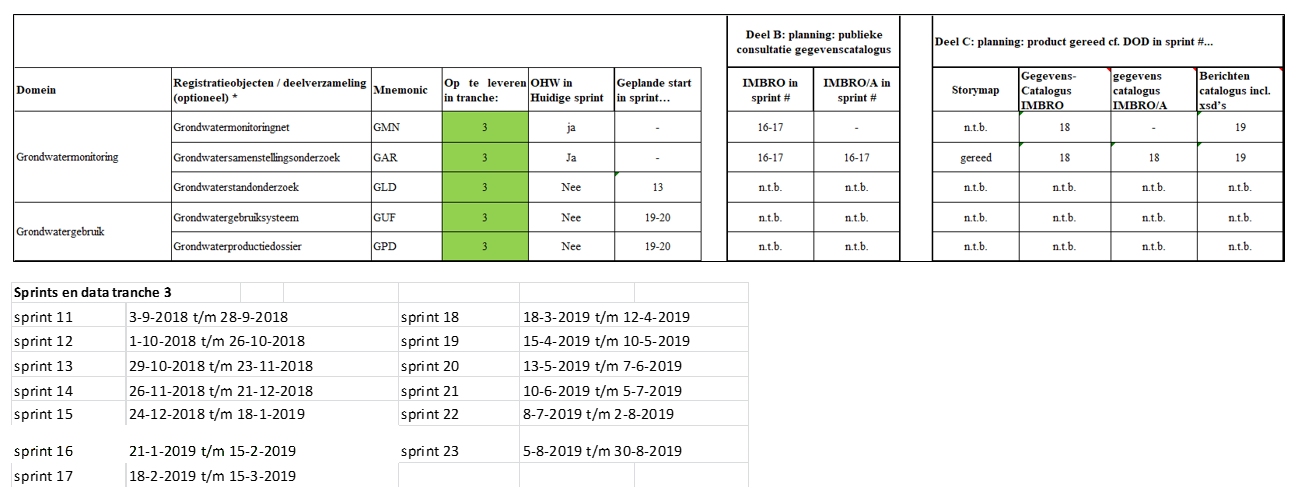 Deel B: planning: publieke consultatie gegevenscatalogus
Deel C: planning: product gereed cf. DOD in sprint #...
Domein
Registratieobjecten / deelverzameling (optioneel) *
Mnemonic
Op te leveren in tranche:
OHW in Huidige sprint
Geplande start in sprint…
IMBRO in sprint #
IMBRO/A in sprint #
Storymap
Gegevens-Catalogus IMBRO
gegevens catalogus IMBRO/A
Berichten catalogus incl. xsd's
Grondwatermonitoring
Grondwatermonitoringnet GMN 3 ja - 16-17 - n.t.b. 18 - 19
Grondwatersamenstellingsonderzoek GAR 3 Ja - 16-17 16-17 gereed 18 18 19
Grondwaterstandonderzoek GLD 3 Nee 13 n.t.b. n.t.b. n.t.b. n.t.b. n.t.b. n.t.b.
Grondwatergebruik
Grondwatergebruiksysteem GUF 3 Nee 19-20 n.t.b. n.t.b. n.t.b. n.t.b. n.t.b. n.t.b.
Grondwaterproductiedossier GPD 3 Nee 19-20 n.t.b. n.t.b. n.t.b. n.t.b. n.t.b. n.t.b.
Sprints en data tranche 3
sprint 11 3-9-2018 t/m 28-9-2018 sprint 18 18-3-2019 t/m 12-4-2019
sprint 12 1-10-2018 t/m 26-10-2018 sprint 19 15-4-2019 t/m 10-5-2019
sprint 13 29-10-2018 t/m 23-11-2018 sprint 20 13-5-2019 t/m 7-6-2019
sprint 14 26-11-2018 t/m 21-12-2018 sprint 21 10-6-2019 t/m 5-7-2019
sprint 15 24-12-2018 t/m 18-1-2019 sprint 22 8-7-2019 t/m 2-8-2019
sprint 16 21-1-2019 t/m 15-2-2019 sprint 23 5-8-2019 t/m 30-8-2019
sprint 17 18-2-2019 t/m 15-3-2019